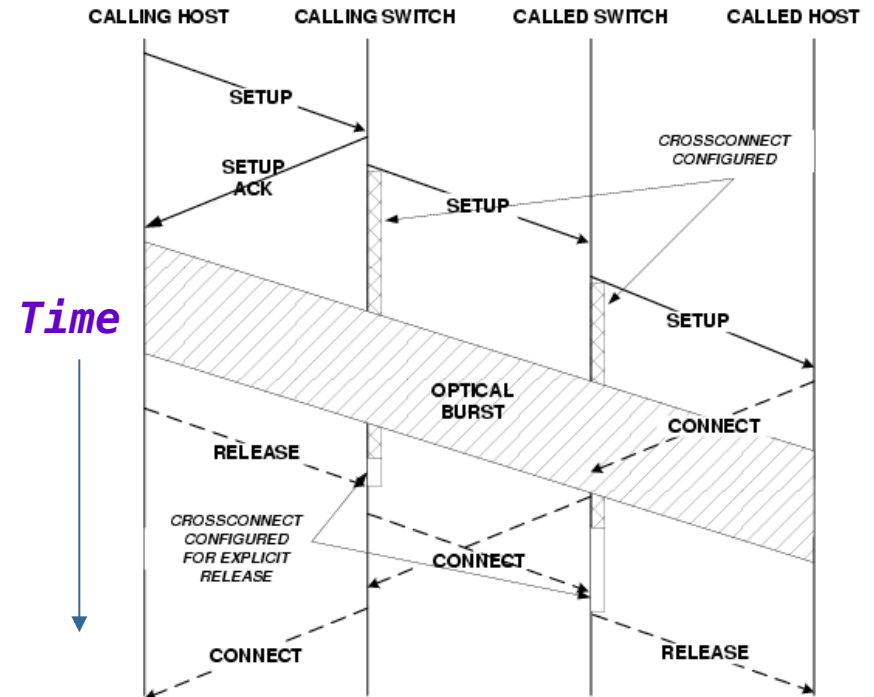 CALLING HOST
CALLING SWITCH
CALLED SWITCH
CALLED HOST
SETUP
CROSSCONNECT
CONFIGURED
SETUP
ACK
SETUP
Time
SETUP
OPTICAL
BURST
CONNECT
RELEASE
CROSSCONNECT
CONFIGURED
FOR EXPLICIT
RELEASE
CONNECT
CONNECT
RELEASE